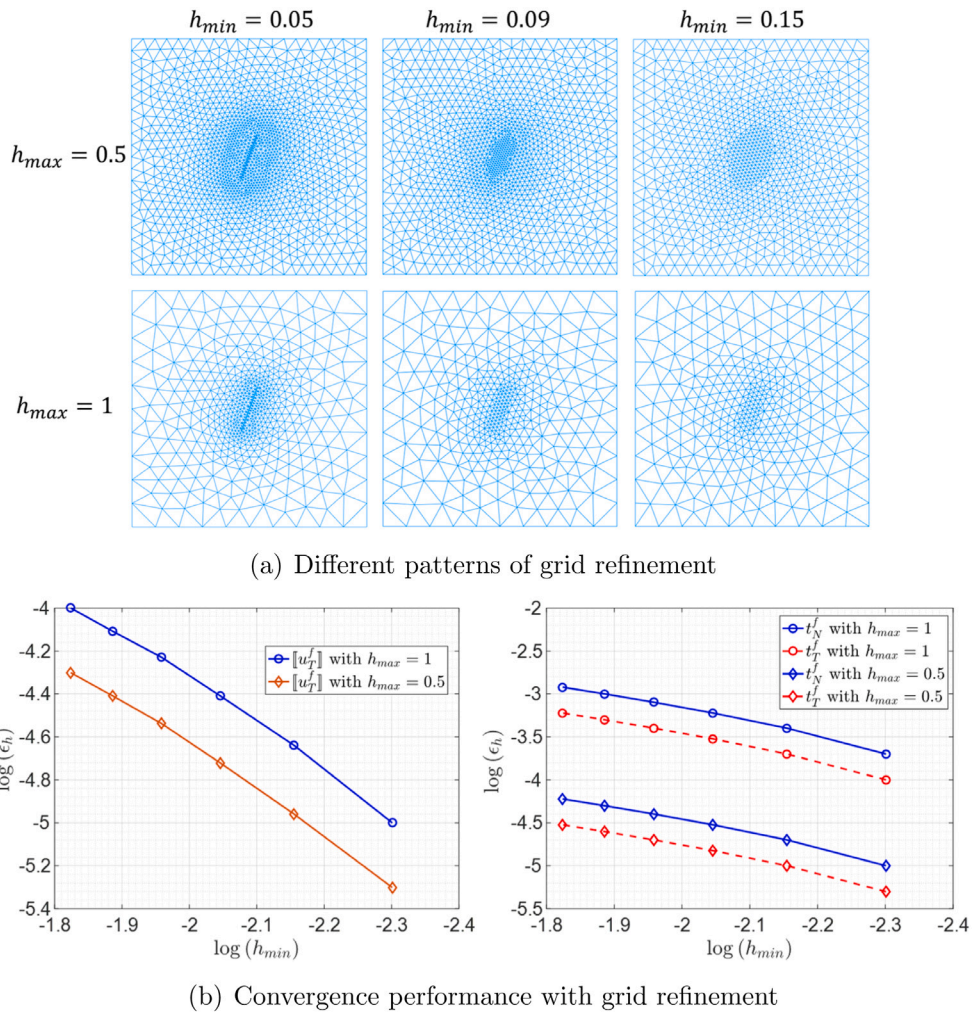 h_min = 0.05 h_min = 0.09 h_min = 0.15
h_max = 0.5
h_max = 1
(a) Different patterns of grid refinement
-4
-4.2
-4.4
-4.6
-4.8
-5
-5.2
-5.4
log (ϵ_h)
⟦u_T^f⟧ with h_max = 1
⟦u_T^f⟧ with h_max = 0.5
-1.8 -1.9 -2 -2.1 -2.2 -2.3 -2.4
log (h_min)
-2
-2.5
-3
-3.5
-4
-4.5
-5
-5.5
log (ϵ_h)
t_N^f with h_max = 1
t_T^f with h_max = 1
t_N^f with h_max = 0.5
t_T^f with h_max = 0.5
-1.8 -1.9 -2 -2.1 -2.2 -2.3 -2.4
log (h_min)
(b) Convergence performance with grid refinement